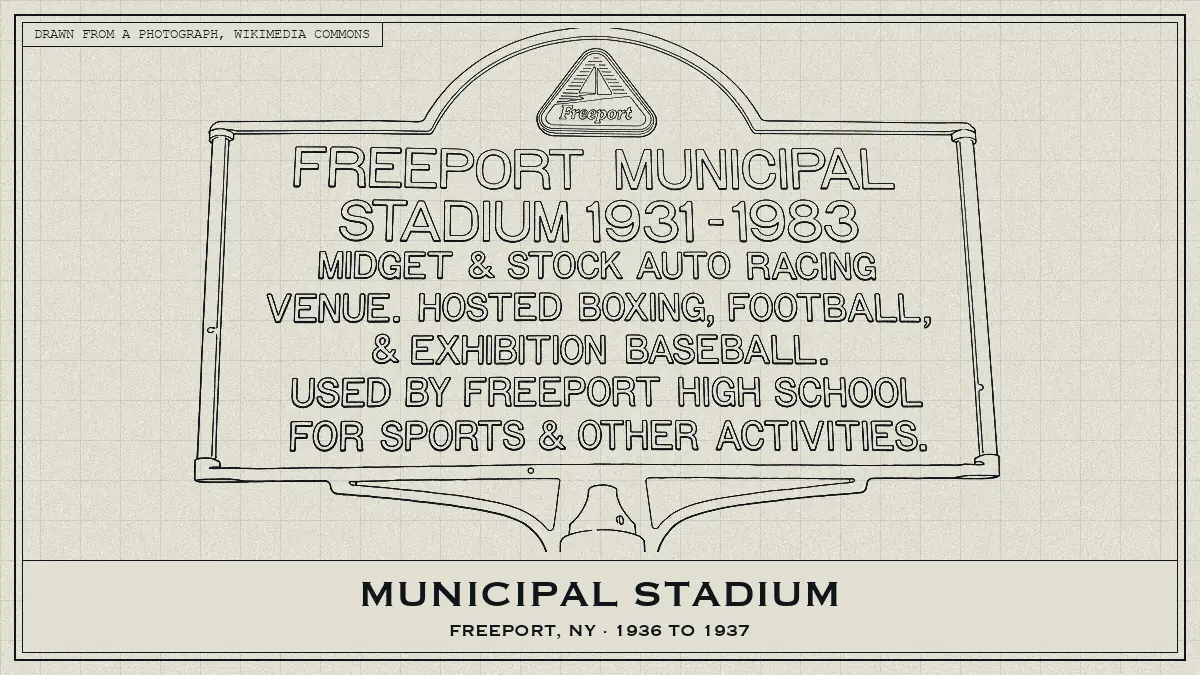 DRAWN FROM A PHOTOGRAPH, WIKIMEDIA COMMONS
Freeport
FREEPORT MUNICIPAL
STADIUM 1931-1983
MIDGET & STOCK AUTO RACING
VENUE. HOSTED BOXING, FOOTBALL,
& EXHIBITION BASEBALL.
USED BY FREEPORT HIGH SCHOOL
FOR SPORTS & OTHER ACTIVITIES.
MUNICIPAL STADIUM
FREEPORT, NY · 1936 TO 1937